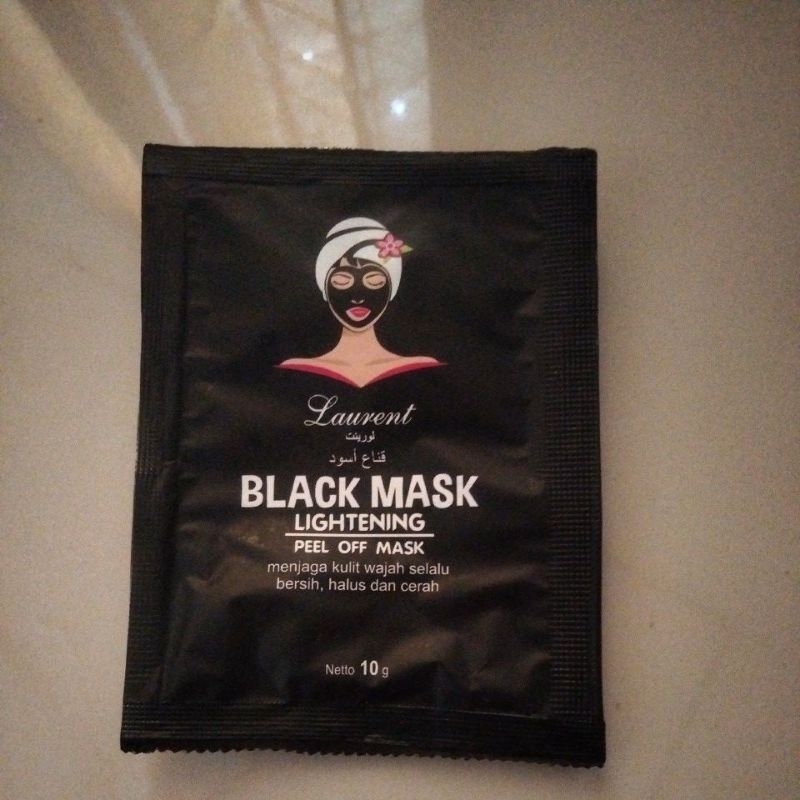 Laurent
لورينت
قناع أسود
BLACK MASK
LIGHTENING
PEEL OFF MASK
menjaga kulit wajah selalu
bersih, halus dan cerah
Netto 10 g